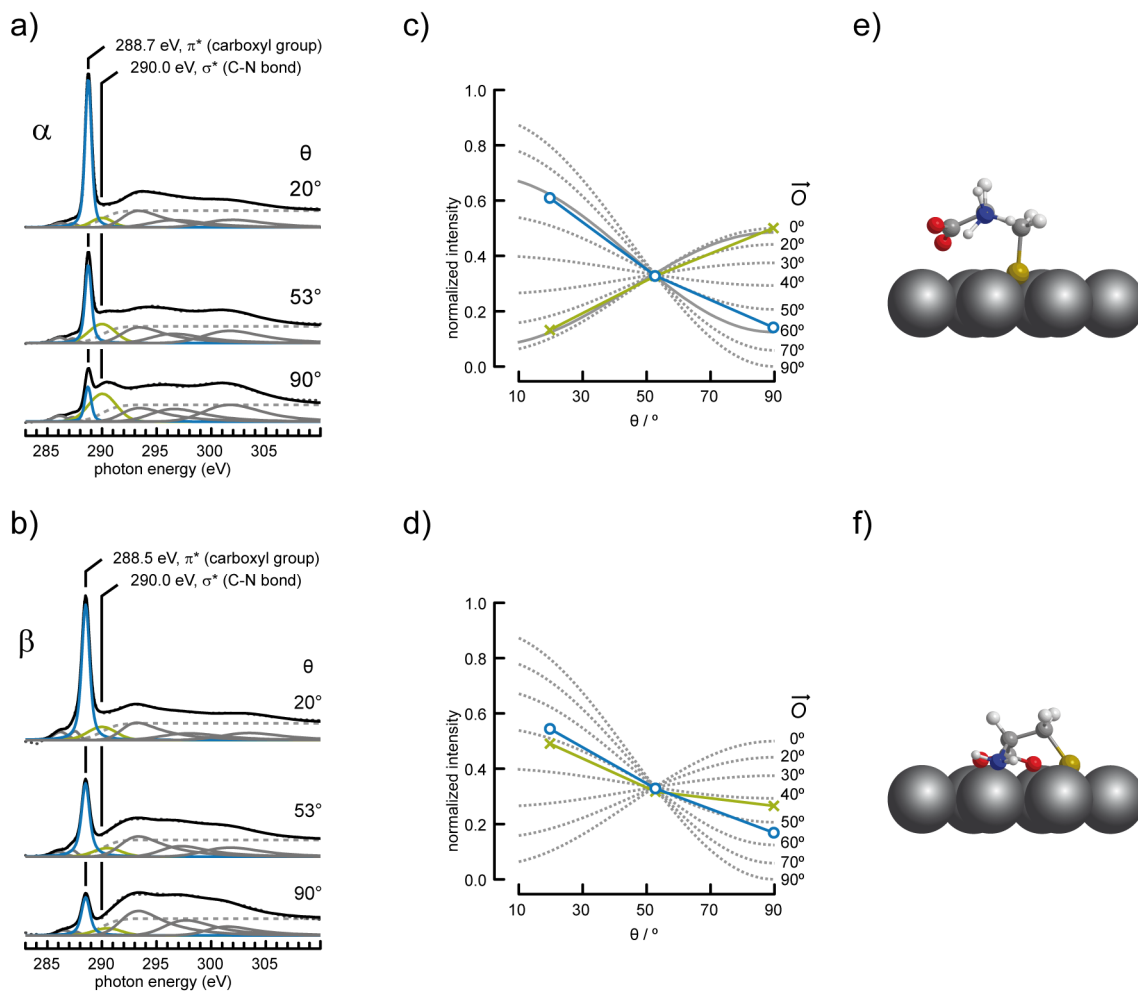 a)
288.7 eV, π* (carboxyl group)
290.0 eV, σ* (C-N bond)
α
θ
20°
53°
90°
285 290 295 300 305
photon energy (eV)
c)
1.0
0.8
0.6
0.4
0.2
0.0
normalized intensity
10 30 50 70 90
θ / º
O
0º
20º
30º
40º
50º
60º
70º
90º
e)
b)
288.5 eV, π* (carboxyl group)
290.0 eV, σ* (C-N bond)
β
θ
20°
53°
90°
285 290 295 300 305
photon energy (eV)
d)
1.0
0.8
0.6
0.4
0.2
0.0
normalized intensity
10 30 50 70 90
θ / º
O
0º
20º
30º
40º
50º
60º
70º
90º
f)